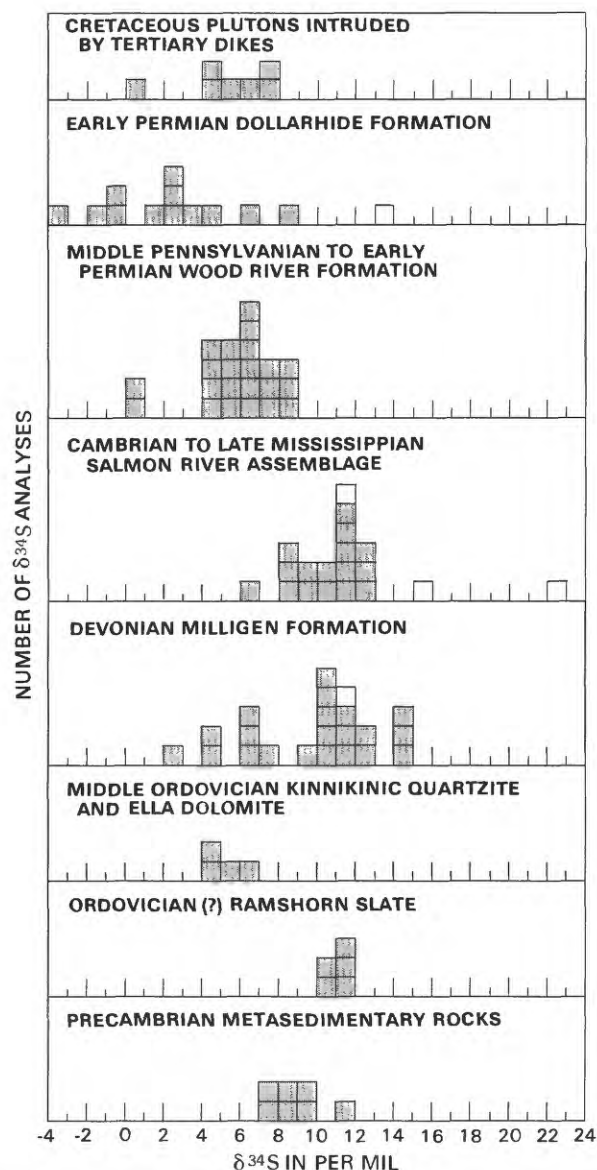 CRETACEOUS PLUTONS INTRUDED
BY TERTIARY DIKES
EARLY PERMIAN DOLLARHIDE FORMATION
MIDDLE PENNSYLVANIAN TO EARLY
PERMIAN WOOD RIVER FORMATION
CAMBRIAN TO LATE MISSISSIPPIAN
SALMON RIVER ASSEMBLAGE
DEVONIAN MILLIGEN FORMATION
MIDDLE ORDOVICIAN KINNIKINIC QUARTZITE
AND ELLA DOLOMITE
ORDOVICIAN (?) RAMSHORN SLATE
PRECAMBRIAN METASEDIMENTARY ROCKS
NUMBER OF δ³⁴S ANALYSES
-4 -2 0 2 4 6 8 10 12 14 16 18 20 22 24
δ³⁴S IN PER MIL